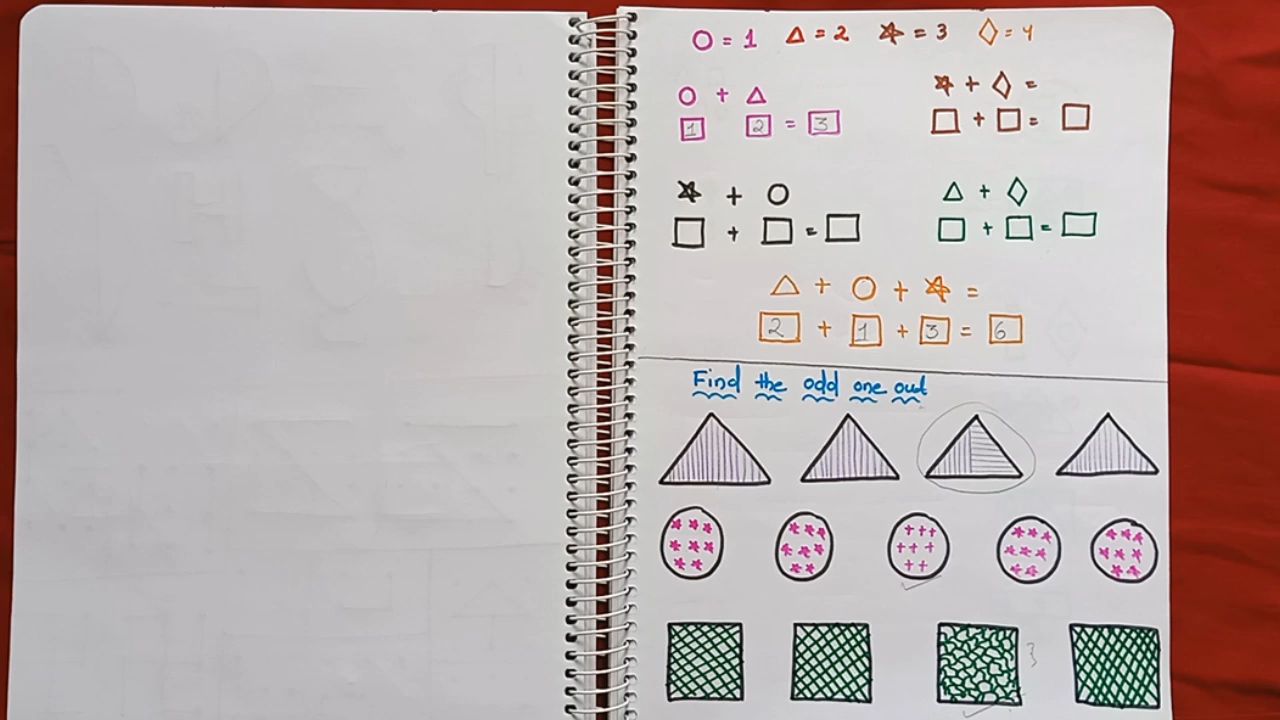 ○ = 1 △ = 2 ☆ = 3 ◇ = 4
○ + △
1 2 = 3
☆ + ◇ =
□ + □ = □
☆ + ○
□ + □ = □
△ + ◇
□ + □ = □
△ + ○ + ☆ =
2 + 1 + 3 = 6
Find the odd one out